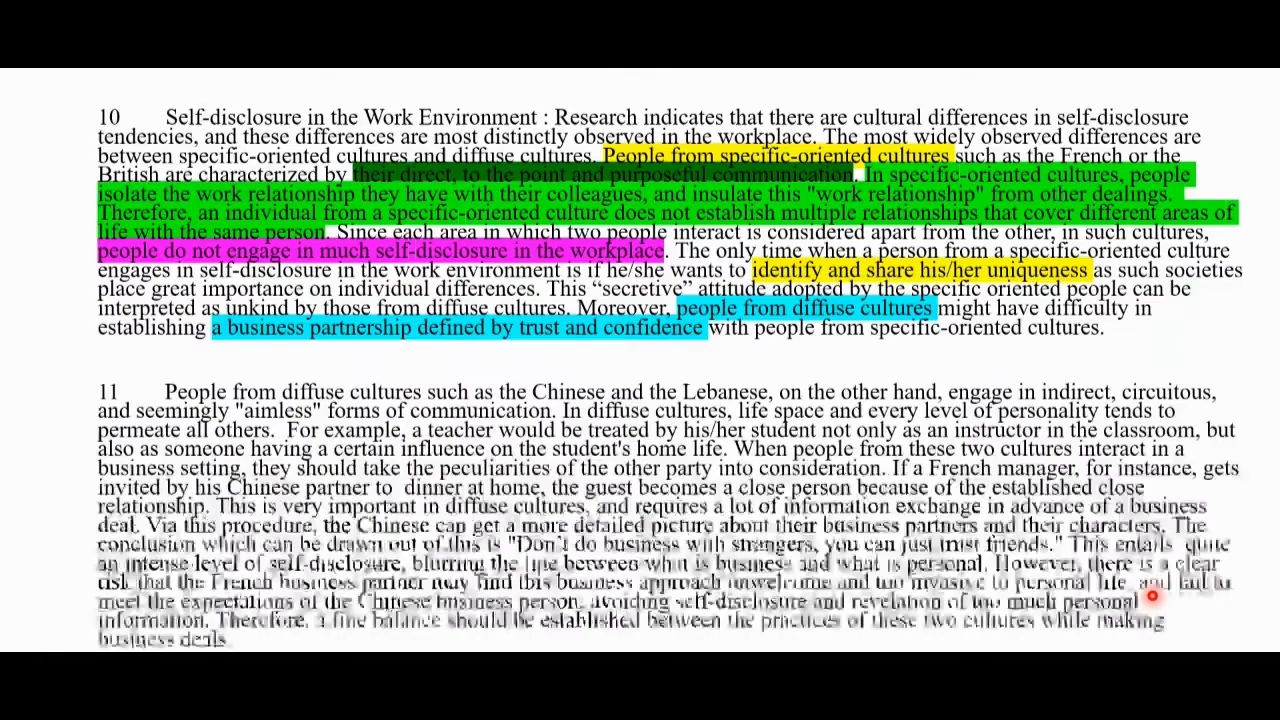 10 Self-disclosure in the Work Environment : Research indicates that there are cultural differences in self-disclosure
tendencies, and these differences are most distinctly observed in the workplace. The most widely observed differences are
between specific-oriented cultures and diffuse cultures. People from specific-oriented cultures such as the French or the
British are characterized by their direct, to the point and purposeful communication. In specific-oriented cultures, people
isolate the work relationship they have with their colleagues, and insulate this "work relationship" from other dealings.
Therefore, an individual from a specific-oriented culture does not establish multiple relationships that cover different areas of
life with the same person. Since each area in which two people interact is considered apart from the other, in such cultures,
people do not engage in much self-disclosure in the workplace. The only time when a person from a specific-oriented culture
engages in self-disclosure in the work environment is if he/she wants to identify and share his/her uniqueness as such societies
place great importance on individual differences. This “secretive” attitude adopted by the specific oriented people can be
interpreted as unkind by those from diffuse cultures. Moreover, people from diffuse cultures might have difficulty in
establishing a business partnership defined by trust and confidence with people from specific-oriented cultures.
11 People from diffuse cultures such as the Chinese and the Lebanese, on the other hand, engage in indirect, circuitous,
and seemingly "aimless" forms of communication. In diffuse cultures, life space and every level of personality tends to
permeate all others. For example, a teacher would be treated by his/her student not only as an instructor in the classroom, but
also as someone having a certain influence on the student's home life. When people from these two cultures interact in a
business setting, they should take the peculiarities of the other party into consideration. If a French manager, for instance, gets
invited by his Chinese partner to dinner at home, the guest becomes a close person because of the established close
relationship. This is very important in diffuse cultures, and requires a lot of information exchange in advance of a business
deal. Via this procedure, the Chinese can get a more detailed picture about their business partners and their characters. The
conclusion which can be drawn out of this is "Don't do business with strangers, you can just trust friends." This entails quite
an intense level of self-disclosure, blurring the line between what is business and what is personal. However, there is a clear
risk that the French business partner may find this business approach unwelcome and too invasive to personal life, and fail to
meet the expectations of the Chinese business person, avoiding self-disclosure and revelation of too much personal
information. Therefore, a fine balance should be established between the practices of these two cultures while making
business deals.